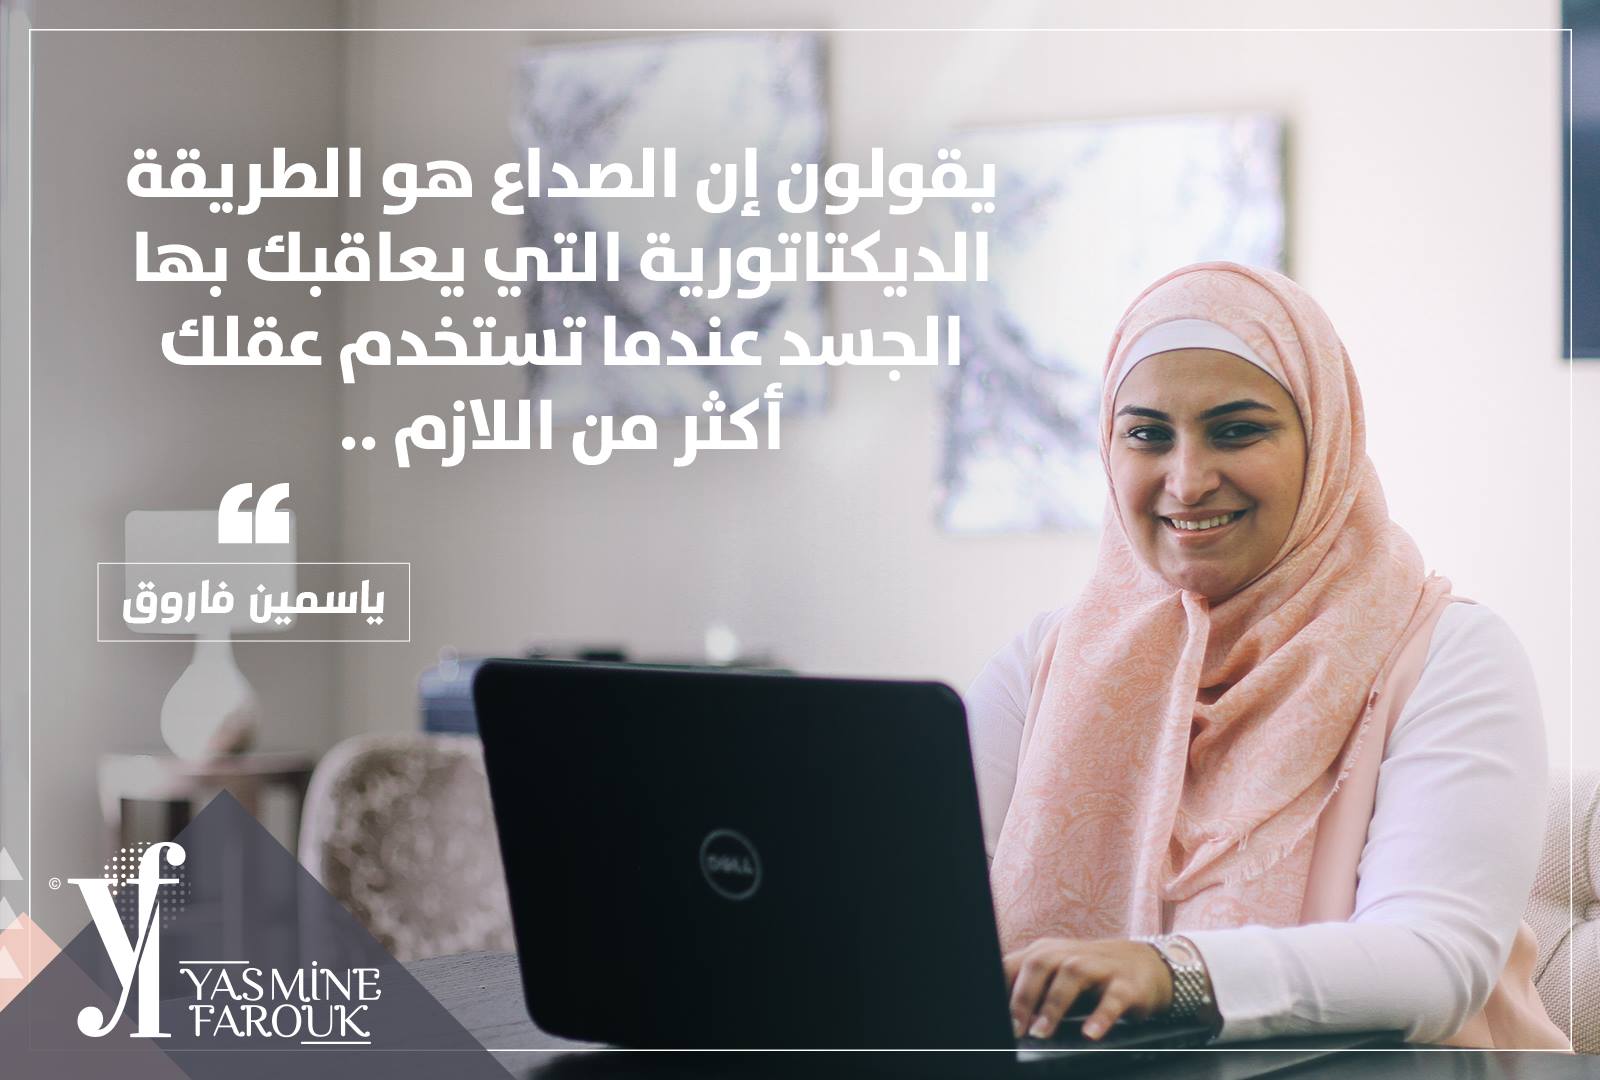 يقولون إن الصداع هو الطريقة
الديكتاتورية التي يعاقبك بها
الجسد عندما تستخدم عقلك
أكثر من اللازم ..
“
ياسمين فاروق
©
yf
YASMINE
FAROUK
DELL